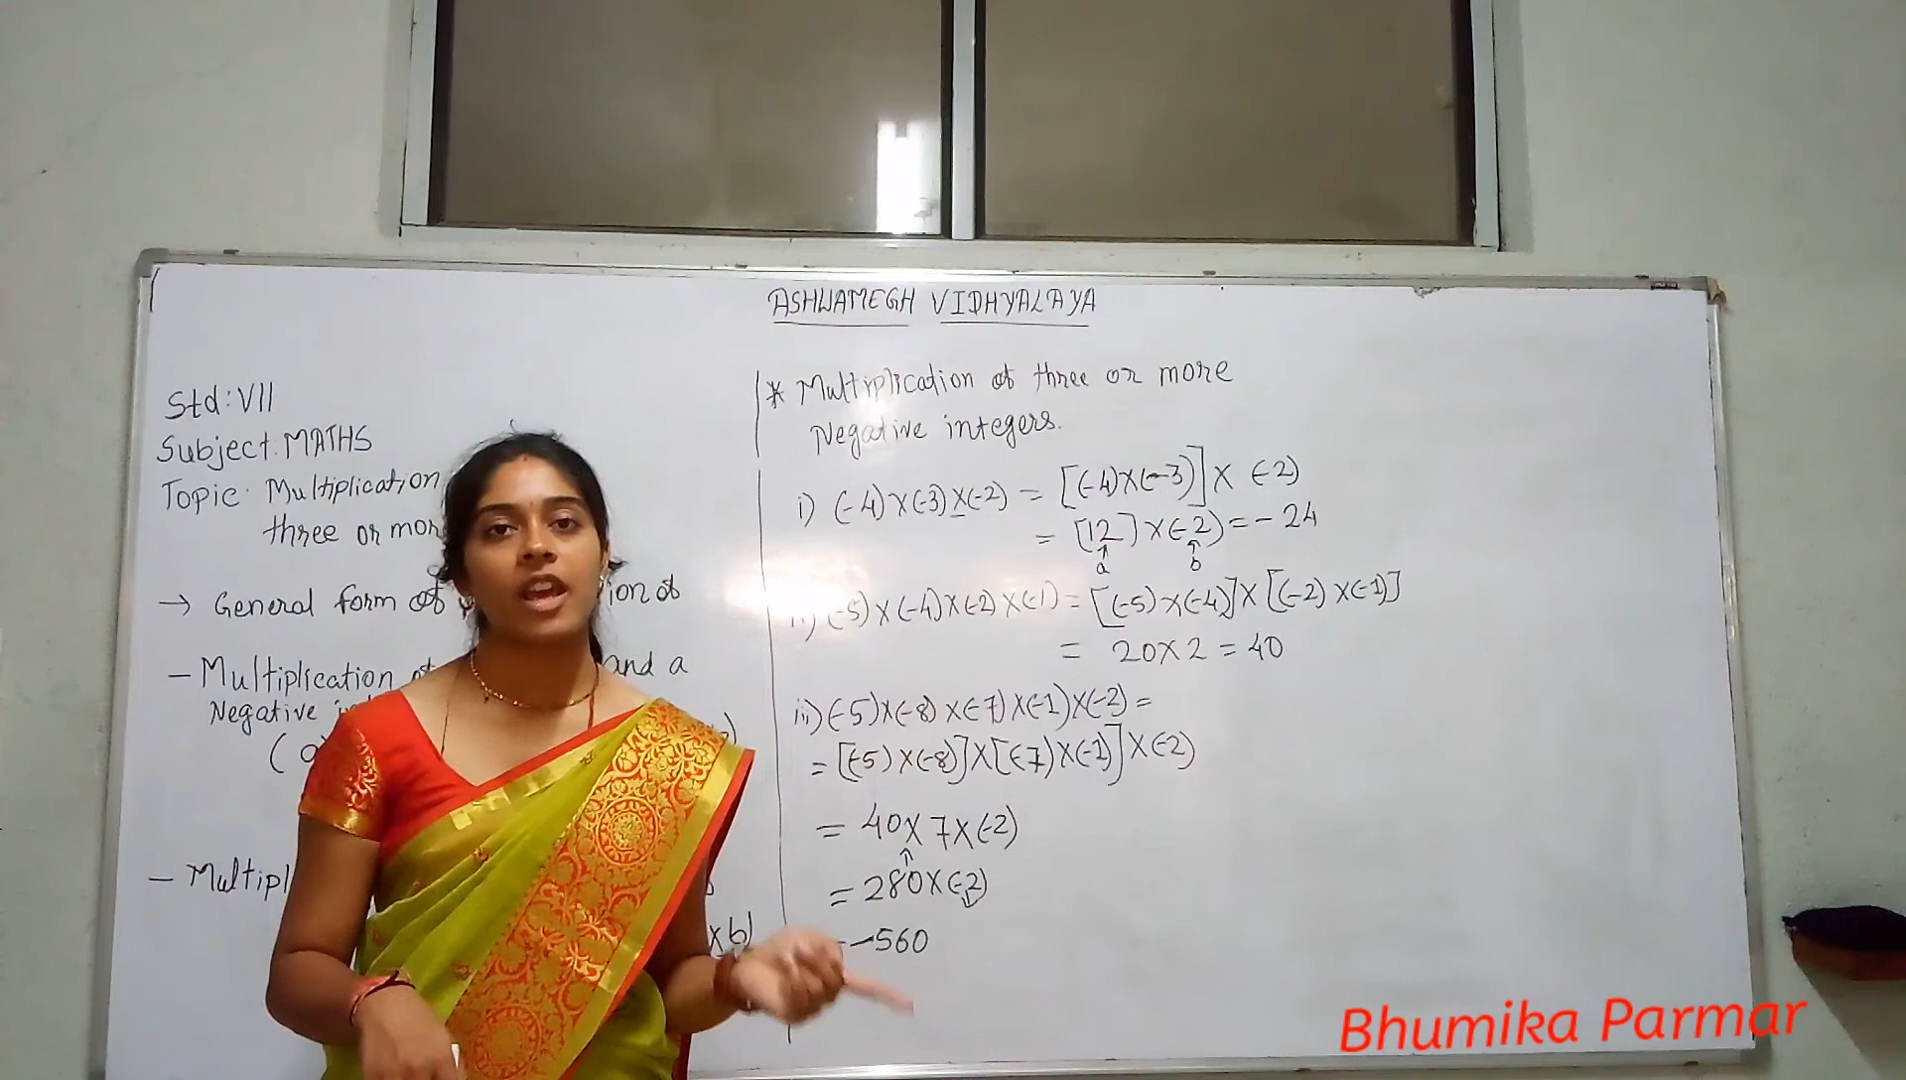 ASHWAMEGH VIDHYALAYA
Std: VII
Subject. MATHS
Topic: Multiplication
three or mor
→ General form of
ion of
- Multiplication of
and a
Negative
(a
)
- Multipl
xb)
* Multiplication of three or more
Negative integers.
i) (-4)x(-3)x(-2) = [(-4)x(-3)]x (-2)
= [12]x(-2) = -24
a b
(-5)x(-4)x(-2)x(-1) = [(-5)x(-4)]x[(-2)x(-1)]
= 20x2 = 40
iii) (-5)x(-8)x(-7)x(-1)x(-2) =
= [(-5)x(-8)]x[(-7)x(-1)]x(-2)
= 40x7x(-2)
= 280x(-2)
-560
Bhumika Parmar